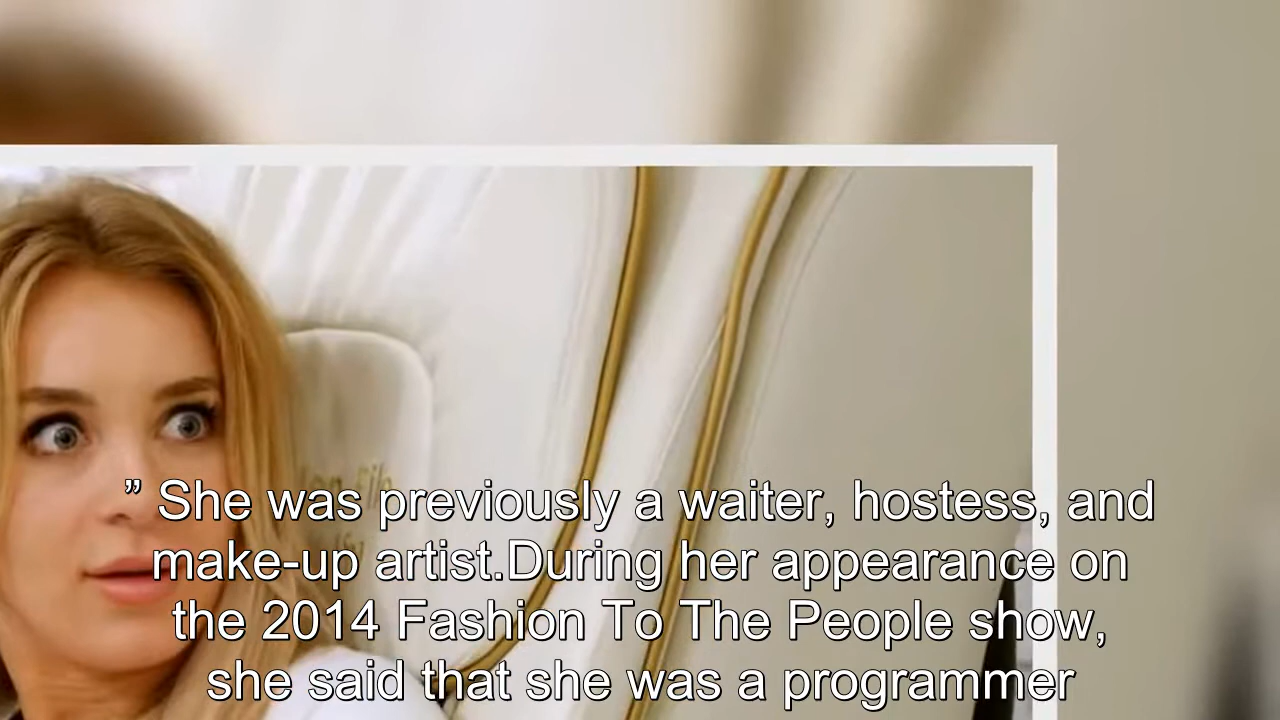 ” She was previously a waiter, hostess, and
make-up artist.During her appearance on
the 2014 Fashion To The People show,
she said that she was a programmer